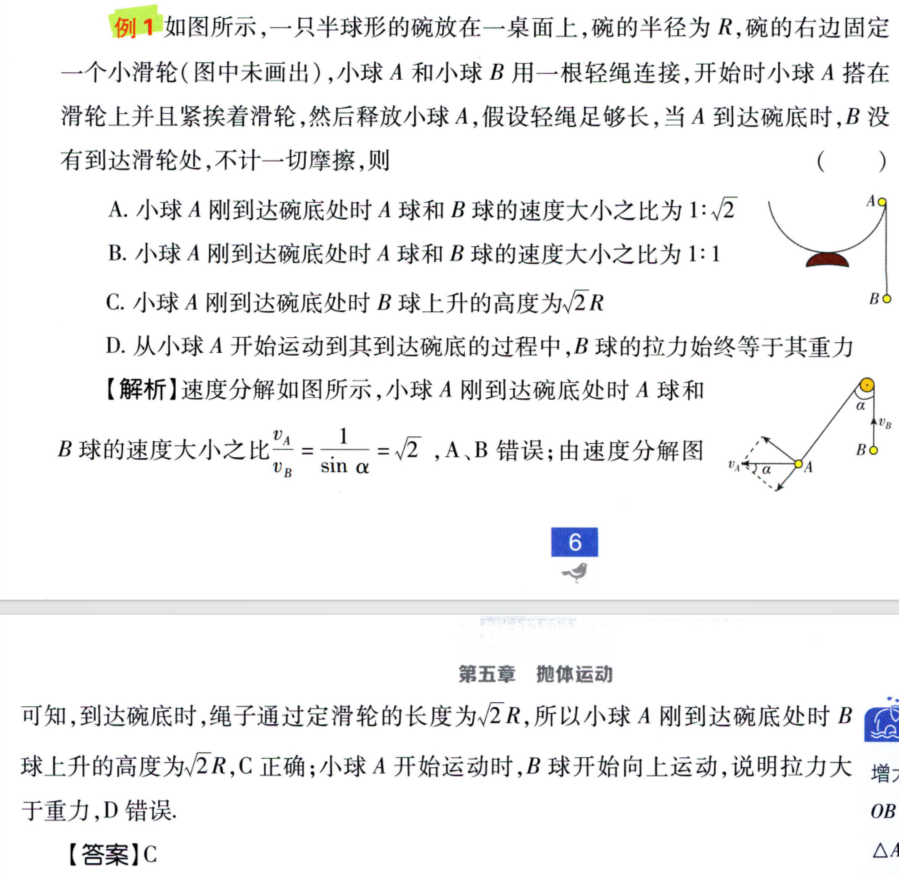 例1 如图所示,一只半球形的碗放在一桌面上,碗的半径为 R,碗的右边固定
一个小滑轮(图中未画出),小球 A 和小球 B 用一根轻绳连接,开始时小球 A 搭在
滑轮上并且紧挨着滑轮,然后释放小球 A,假设轻绳足够长,当 A 到达碗底时,B 没
有到达滑轮处,不计一切摩擦,则 ( )
A. 小球 A 刚到达碗底处时 A 球和 B 球的速度大小之比为 1:√2
B. 小球 A 刚到达碗底处时 A 球和 B 球的速度大小之比为 1:1
C. 小球 A 刚到达碗底处时 B 球上升的高度为√2R
D. 从小球 A 开始运动到其到达碗底的过程中,B 球的拉力始终等于其重力
A
B
【解析】速度分解如图所示,小球 A 刚到达碗底处时 A 球和
B 球的速度大小之比v_A/v_B = 1/sin α = √2 ,A、B 错误;由速度分解图
α
v_B
B
v_A
α
A
6
第五章 抛体运动
可知,到达碗底时,绳子通过定滑轮的长度为√2R,所以小球 A 刚到达碗底处时 B
球上升的高度为√2R,C 正确;小球 A 开始运动时,B 球开始向上运动,说明拉力大
于重力,D 错误.
【答案】C
OB